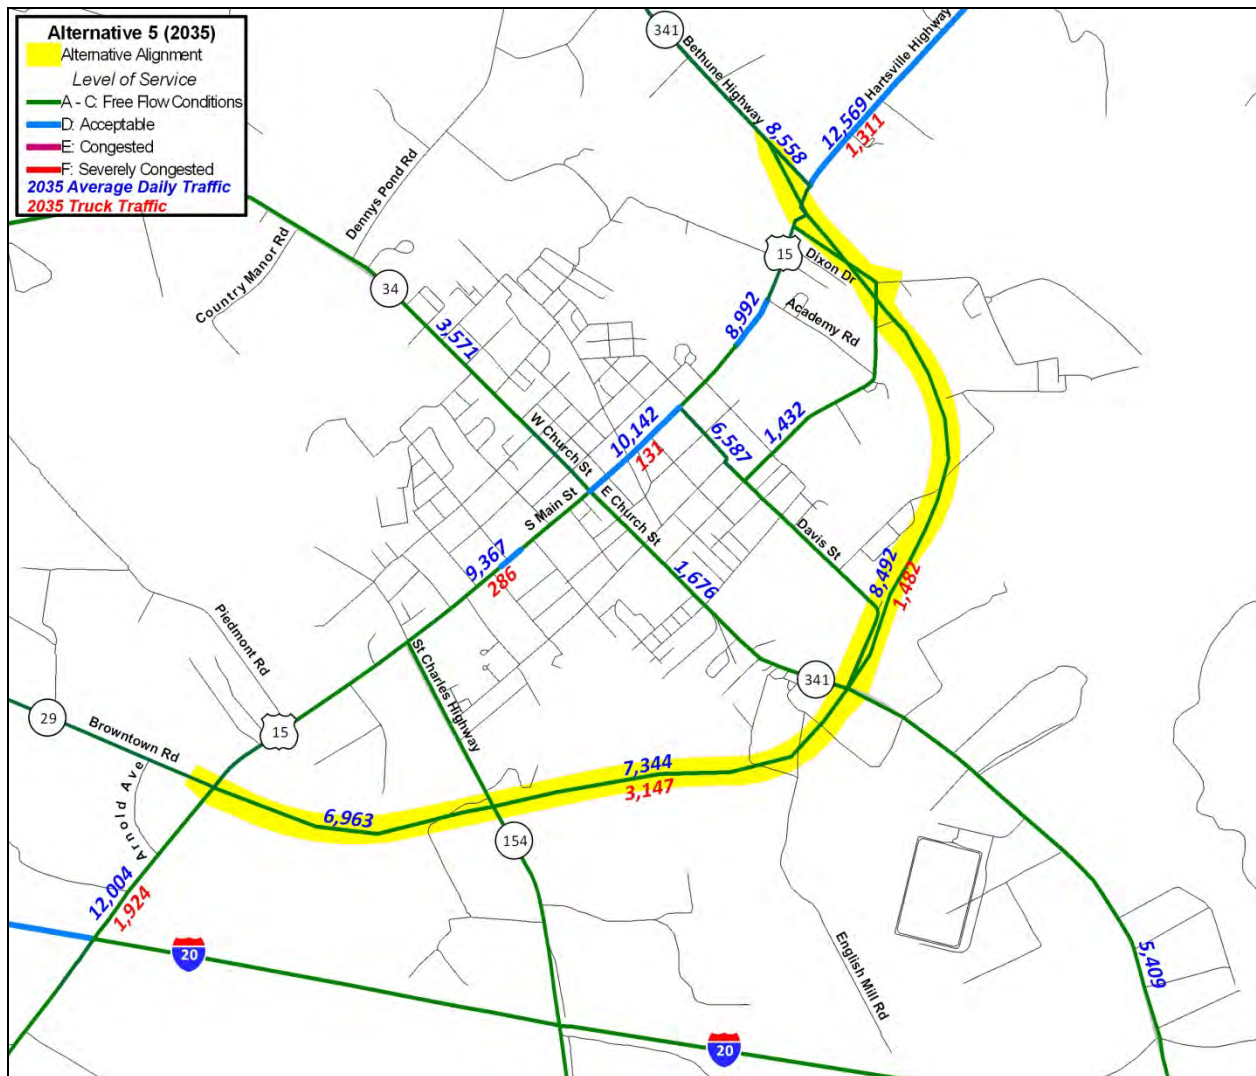 Alternative 5 (2035)
Alternative Alignment
Level of Service
A - C: Free Flow Conditions
D: Acceptable
E: Congested
F: Severely Congested
2035 Average Daily Traffic
2035 Truck Traffic
341
Bethune Highway
Hartsville Highway
8,558
12,569
1,311
Dennys Pond Rd
Country Manor Rd
34
3,571
15
Dixon Dr
Academy Rd
8,992
W Church St
10,142
131
6,587
1,432
S Main St
E Church St
Davis St
9,367
286
1,676
8,492
1,482
Piedmont Rd
St Charles Highway
341
29
Browntown Rd
15
Arnold Ave
6,963
7,344
3,147
154
12,004
1,924
20
English Mill Rd
5,409
20